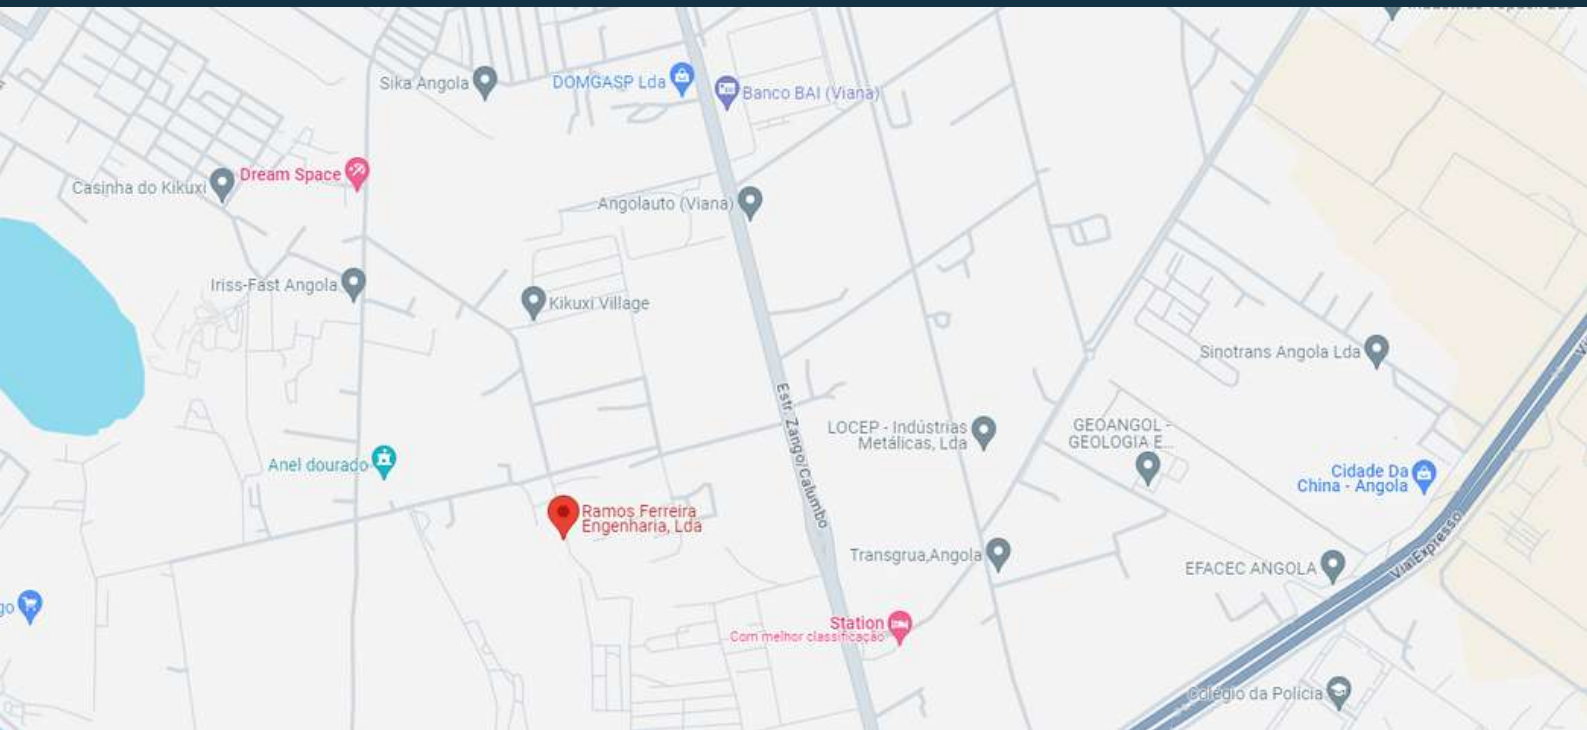 Sika Angola
DOMGASP Lda
Banco BAI (Viana)
Casinha do Kikuxi
Dream Space
Angolauto (Viana)
Iriss-Fast Angola
Kikuxi Village
Sinotrans Angola Lda
Estr. Zango/Calumbo
LOCEP - Indústrias
Metálicas, Lda
GEOANGOL -
GEOLOGIA E...
Anel dourado
Cidade Da
China - Angola
Ramos Ferreira
Engenharia, Lda
Transgrua,Angola
EFACEC ANGOLA
Via Expresso
Station
Com melhor classificação
Colégio da Polícia